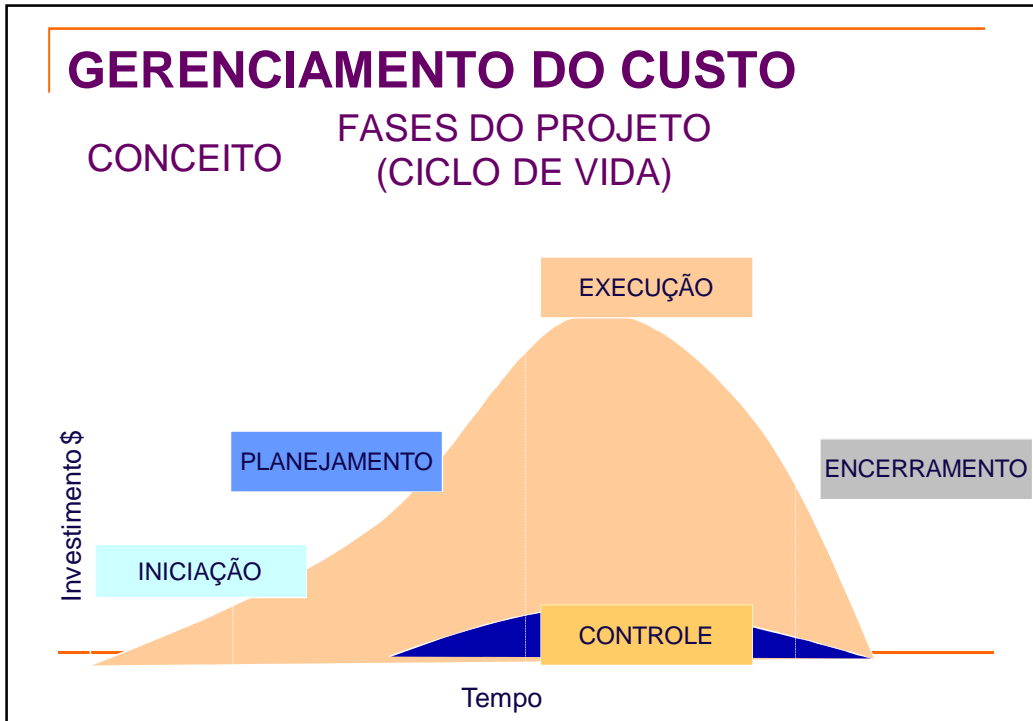 GERENCIAMENTO DO CUSTO
CONCEITO
FASES DO PROJETO
(CICLO DE VIDA)
EXECUÇÃO
PLANEJAMENTO
ENCERRAMENTO
INICIAÇÃO
CONTROLE
Investimento $
Tempo